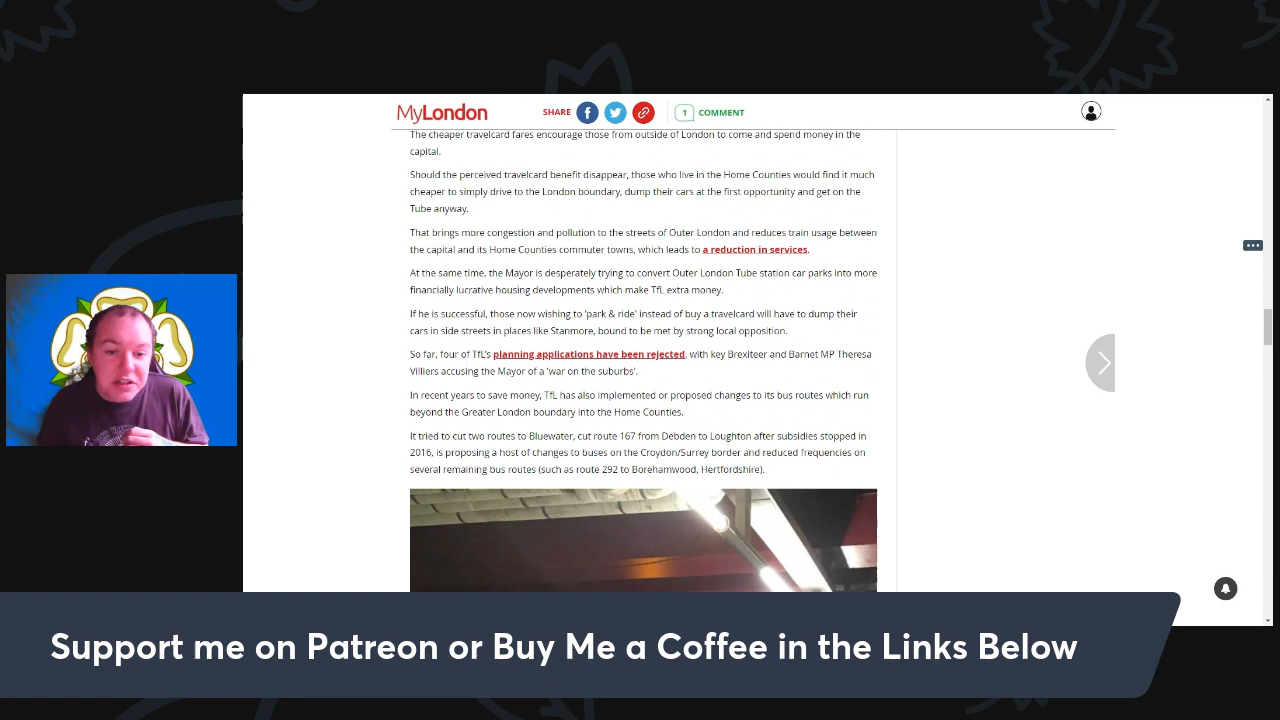 MyLondon
SHARE
1 COMMENT
The cheaper travelcard fares encourage those from outside of London to come and spend money in the
capital.
Should the perceived travelcard benefit disappear, those who live in the Home Counties would find it much
cheaper to simply drive to the London boundary, dump their cars at the first opportunity and get on the
Tube anyway.
That brings more congestion and pollution to the streets of Outer London and reduces train usage between
the capital and its Home Counties commuter towns, which leads to a reduction in services.
At the same time, the Mayor is desperately trying to convert Outer London Tube station car parks into more
financially lucrative housing developments which make TfL extra money.
If he is successful, those now wishing to 'park & ride' instead of buy a travelcard will have to dump their
cars in side streets in places like Stanmore, bound to be met by strong local opposition.
So far, four of TfL's planning applications have been rejected, with key Brexiteer and Barnet MP Theresa
Villiers accusing the Mayor of a 'war on the suburbs'.
In recent years to save money, TfL has also implemented or proposed changes to its bus routes which run
beyond the Greater London boundary into the Home Counties.
It tried to cut two routes to Bluewater, cut route 167 from Debden to Loughton after subsidies stopped in
2016, is proposing a host of changes to buses on the Croydon/Surrey border and reduced frequencies on
several remaining bus routes (such as route 292 to Borehamwood, Hertfordshire).
Support me on Patreon or Buy Me a Coffee in the Links Below